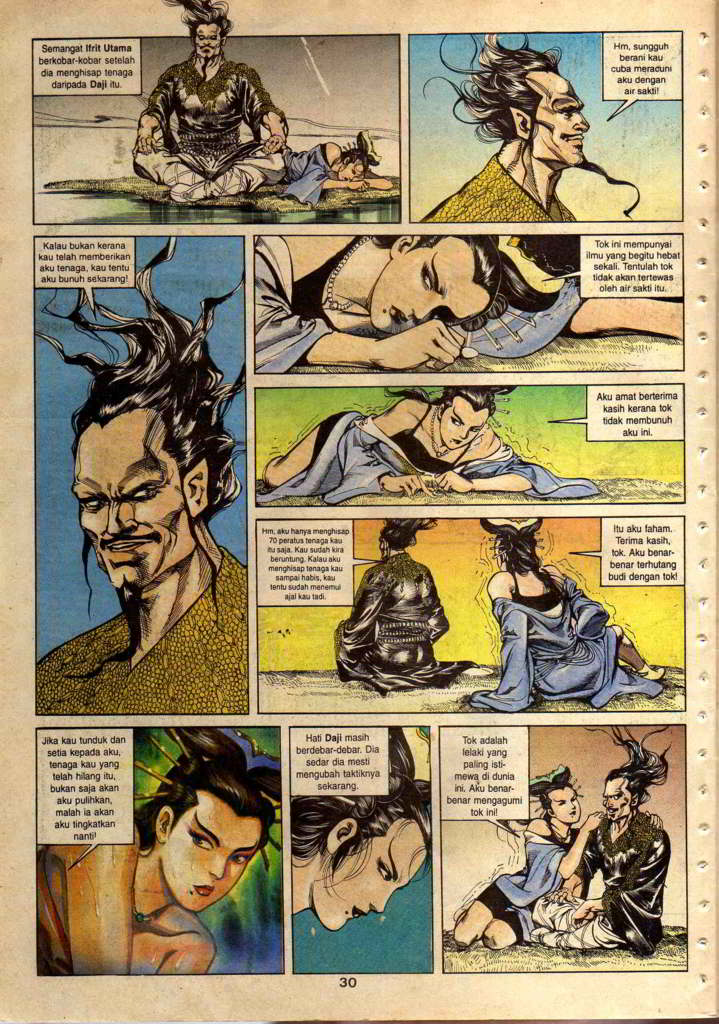 Semangat Ifrit Utama
berkobar-kobar setelah
dia menghisap tenaga
daripada Daji itu.
Hm, sungguh
berani kau
cuba meracuni
aku dengan
air sakti!
Kalau bukan kerana
kau telah memberikan
aku tenaga, kau tentu
aku bunuh sekarang!
Tok ini mempunyai
ilmu yang begitu hebat
sekali. Tentulah tok
tidak akan tertewas
oleh air sakti itu.
Aku amat berterima
kasih kerana tok
tidak membunuh
aku ini.
Hm, aku hanya menghisap
70 peratus tenaga kau
itu saja. Kau sudah kira
beruntung. Kalau aku
menghisap tenaga kau
sampai habis, kau
tentu sudah menemui
ajal kau tadi.
Itu aku faham.
Terima kasih,
tok. Aku benar-
benar terhutang
budi dengan tok!
Jika kau tunduk dan
setia kepada aku,
tenaga kau yang
telah hilang itu,
bukan saja akan
aku pulihkan,
malah ia akan
aku tingkatkan
nanti!
Hati Daji masih
berdebar-debar. Dia
sedar dia mesti
mengubah taktiknya
sekarang.
Tok adalah
lelaki yang
paling isti-
mewa di dunia
ini. Aku benar-
benar mengagumi
tok ini!
30